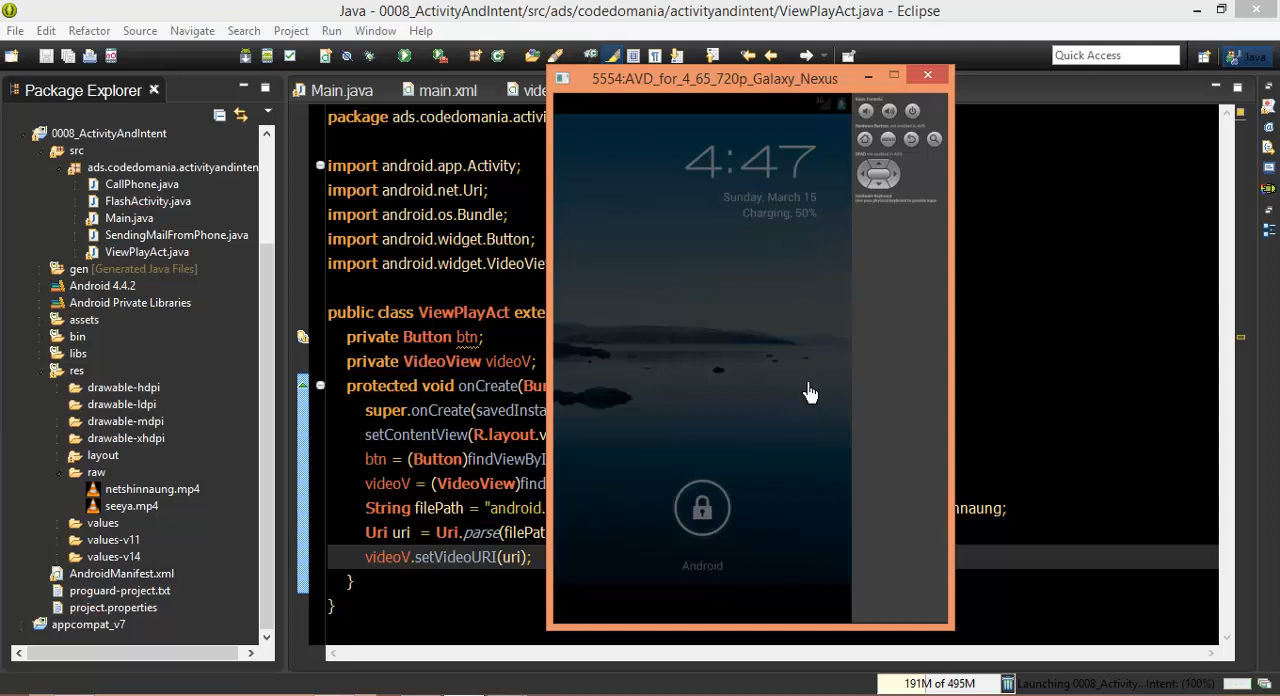 Java - 0008_ActivityAndIntent/src/ads/codedomania/activityandintent/ViewPlayAct.java - Eclipse
File Edit Refactor Source Navigate Search Project Run Window Help
Quick Access
Java
Package Explorer
Main.java
main.xml
0008_ActivityAndIntent
src
ads.codedomania.activityandinten
CallPhone.java
FlashActivity.java
Main.java
SendingMailFromPhone.java
ViewPlayAct.java
gen [Generated Java Files]
Android 4.4.2
Android Private Libraries
assets
bin
libs
res
drawable-hdpi
drawable-ldpi
drawable-mdpi
drawable-xhdpi
layout
raw
netshinnaung.mp4
seeya.mp4
values
values-v11
values-v14
AndroidManifest.xml
proguard-project.txt
project.properties
appcompat_v7
package ads.codedomania.activi
import android.app.Activity;
import android.net.Uri;
import android.os.Bundle;
import android.widget.Button;
import android.widget.VideoVie
public class ViewPlayAct exte
private Button btn;
private VideoView videoV;
protected void onCreate(Bun
super.onCreate(savedInsta
setContentView(R.layout.v
btn = (Button)findViewByI
videoV = (VideoView)find
String filePath = "android. nnaung;
Uri uri = Uri.parse(filePat
videoV.setVideoURI(uri);
}
}
5554:AVD_for_4_65_720p_Galaxy_Nexus
3G
4:47
Sunday, March 15
Charging, 50%
Android
MENU
191M of 495M
Launching 0008_Activity...Intent: (100%)